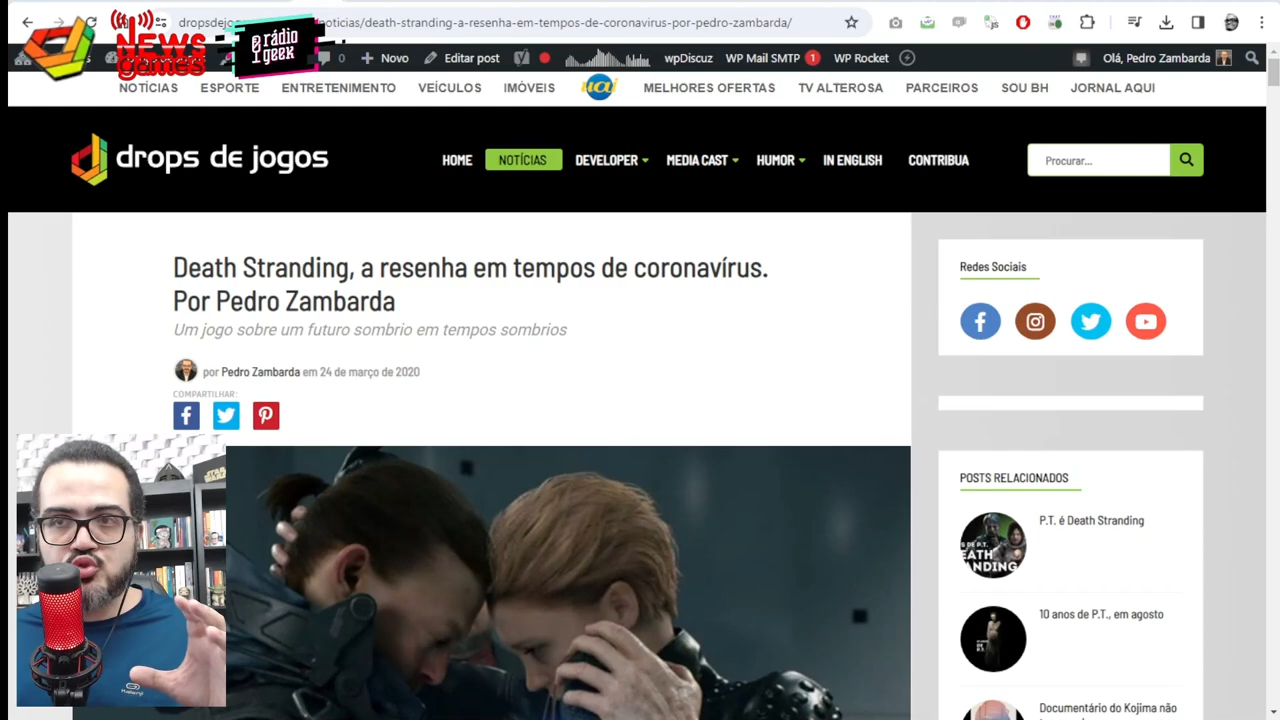 dropsdejo
noticias/death-stranding-a-resenha-em-tempos-de-coronavirus-por-pedro-zambarda/
NEWS
games
rádio
geek
0
Novo
Editar post
wpDiscuz
WP Mail SMTP 1
WP Rocket
Olá, Pedro Zambarda
NOTÍCIAS
ESPORTE
ENTRETENIMENTO
VEÍCULOS
IMÓVEIS
uai
MELHORES OFERTAS
TV ALTEROSA
PARCEIROS
SOU BH
JORNAL AQUI
drops de jogos
HOME
NOTÍCIAS
DEVELOPER
MEDIA CAST
HUMOR
IN ENGLISH
CONTRIBUA
Procurar...
Death Stranding, a resenha em tempos de coronavírus.
Por Pedro Zambarda
Um jogo sobre um futuro sombrio em tempos sombrios
por Pedro Zambarda em 24 de março de 2020
COMPARTILHAR:
Redes Sociais
POSTS RELACIONADOS
P.T. é Death Stranding
10 anos de P.T., em agosto
Documentário do Kojima não